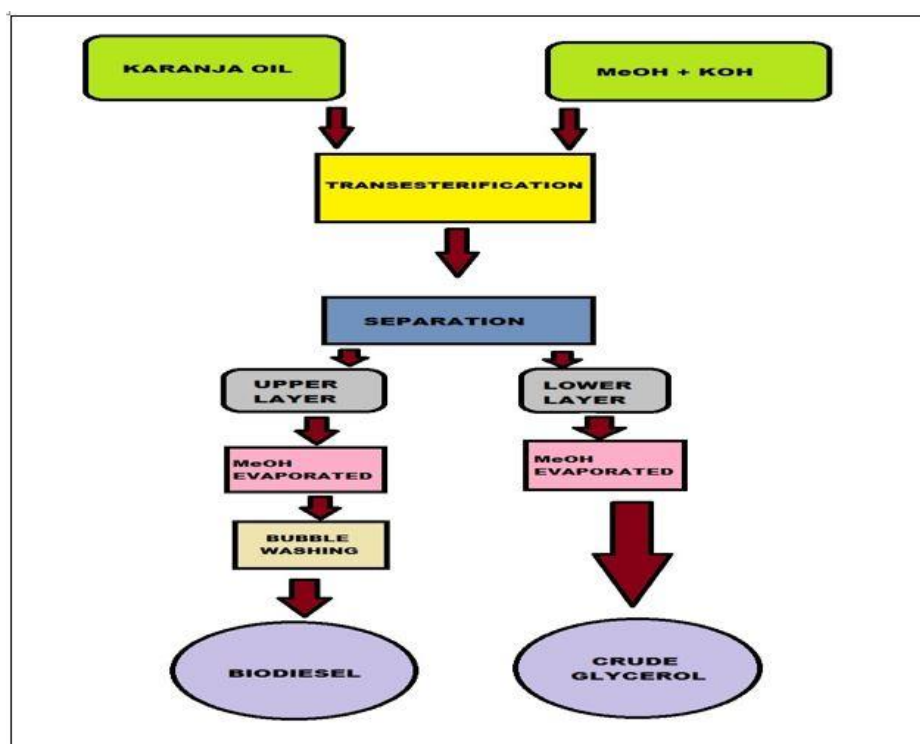 KARANJA OIL
MeOH + KOH
TRANSESTERIFICATION
SEPARATION
UPPER
LAYER
LOWER
LAYER
MeOH
EVAPORATED
MeOH
EVAPORATED
BUBBLE
WASHING
BIODIESEL
CRUDE
GLYCEROL